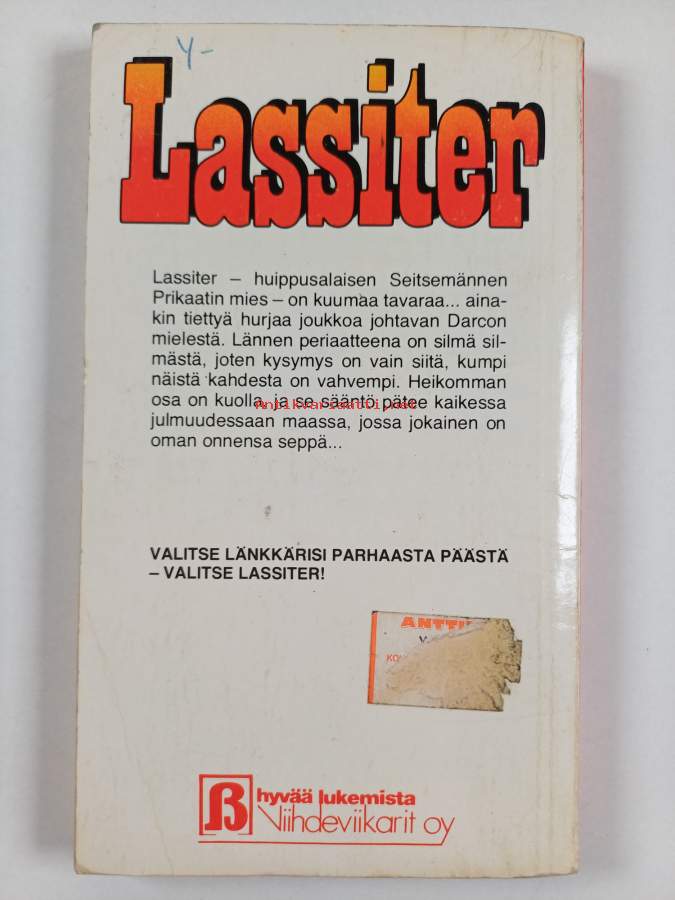 Y-
Lassiter
Lassiter – huippusalaisen Seitsemännen
Prikaatin mies – on kuumaa tavaraa... aina-
kin tiettyä hurjaa joukkoa johtavan Darcon
mielestä. Lännen periaatteena on silmä sil-
mästä, joten kysymys on vain siitä, kumpi
näistä kahdesta on vahvempi. Heikomman
osa on kuolla, ja se sääntö pätee kaikessa
antikvariaatti.net
julmuudessaan maassa, jossa jokainen on
oman onnensa seppä...
VALITSE LÄNKKÄRISI PARHAASTA PÄÄSTÄ
– VALITSE LASSITER!
hyvää lukemista
Viihdeviikarit oy